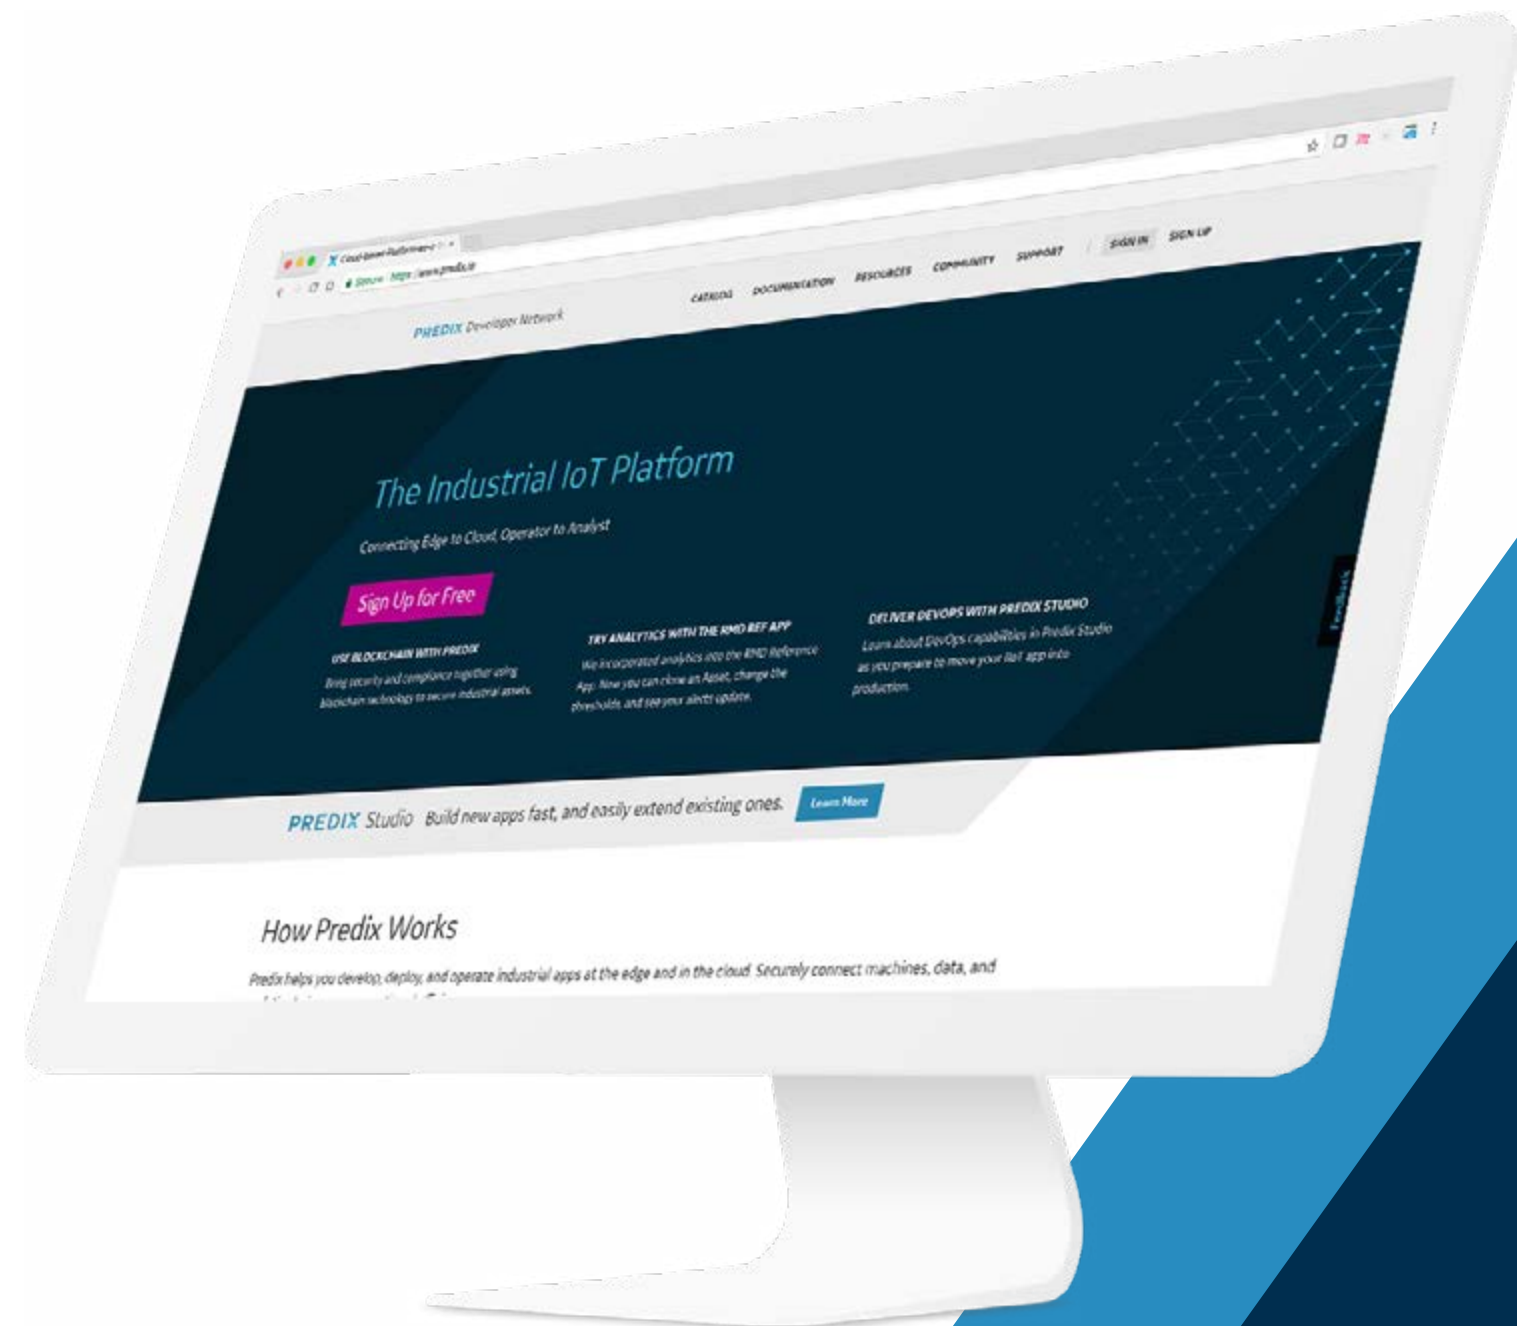 Secure https://www.predix.io
PREDIX Developer Network
CATALOG DOCUMENTATION RESOURCES COMMUNITY SUPPORT SIGN IN SIGN UP
The Industrial IoT Platform
Connecting Edge to Cloud, Operator to Analyst
Sign Up for Free
USE BLOCKCHAIN WITH PREDIX
Bring security and compliance together using
blockchain technology to secure industrial assets.
TRY ANALYTICS WITH THE RMD REF APP
We incorporated analytics into the RMD Reference
App. Now you can clone an Asset, change the
thresholds, and see your alerts update.
DELIVER DEVOPS WITH PREDIX STUDIO
Learn about DevOps capabilities in Predix Studio
as you prepare to move your IIoT app into
production.
Feedback
PREDIX Studio Build new apps fast, and easily extend existing ones. Learn More
How Predix Works
Predix helps you develop, deploy, and operate industrial apps at the edge and in the cloud. Securely connect machines, data, and